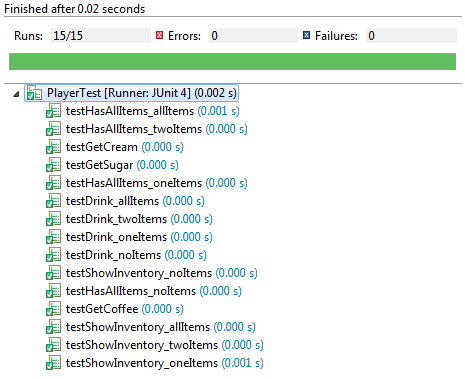 Finished after 0.02 seconds
Runs: 15/15 Errors: 0 Failures: 0
PlayerTest [Runner: JUnit 4] (0.002 s)
testHasAllItems_allItems (0.001 s)
testHasAllItems_twoItems (0.000 s)
testGetCream (0.000 s)
testGetSugar (0.000 s)
testHasAllItems_oneItems (0.000 s)
testDrink_allItems (0.000 s)
testDrink_twoItems (0.000 s)
testDrink_oneItems (0.000 s)
testDrink_noItems (0.000 s)
testShowInventory_noItems (0.000 s)
testHasAllItems_noItems (0.000 s)
testGetCoffee (0.000 s)
testShowInventory_allItems (0.000 s)
testShowInventory_twoItems (0.000 s)
testShowInventory_oneItems (0.001 s)